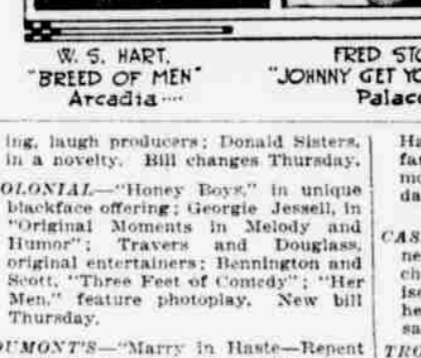 W. S. HART,
"BREED OF MEN"
Arcadia
FRED STO
"JOHNNY GET YO
Palace
ing, laugh producers; Donald Sisters,
in a novelty. Bill changes Thursday.
OLONIAL—"Honey Boys," in unique
blackface offering; Georgie Jessell, in
"Original Moments in Melody and
Humor"; Travers and Douglass,
original entertainers; Bennington and
Scott, "Three Feet of Comedy"; "Her
Men," feature photoplay. New bill
Thursday.
UMONT'S—"Marry in Haste—Repent
Ha
fa
mo
da
CAS
ne
ch
ise
he
sa
TRO